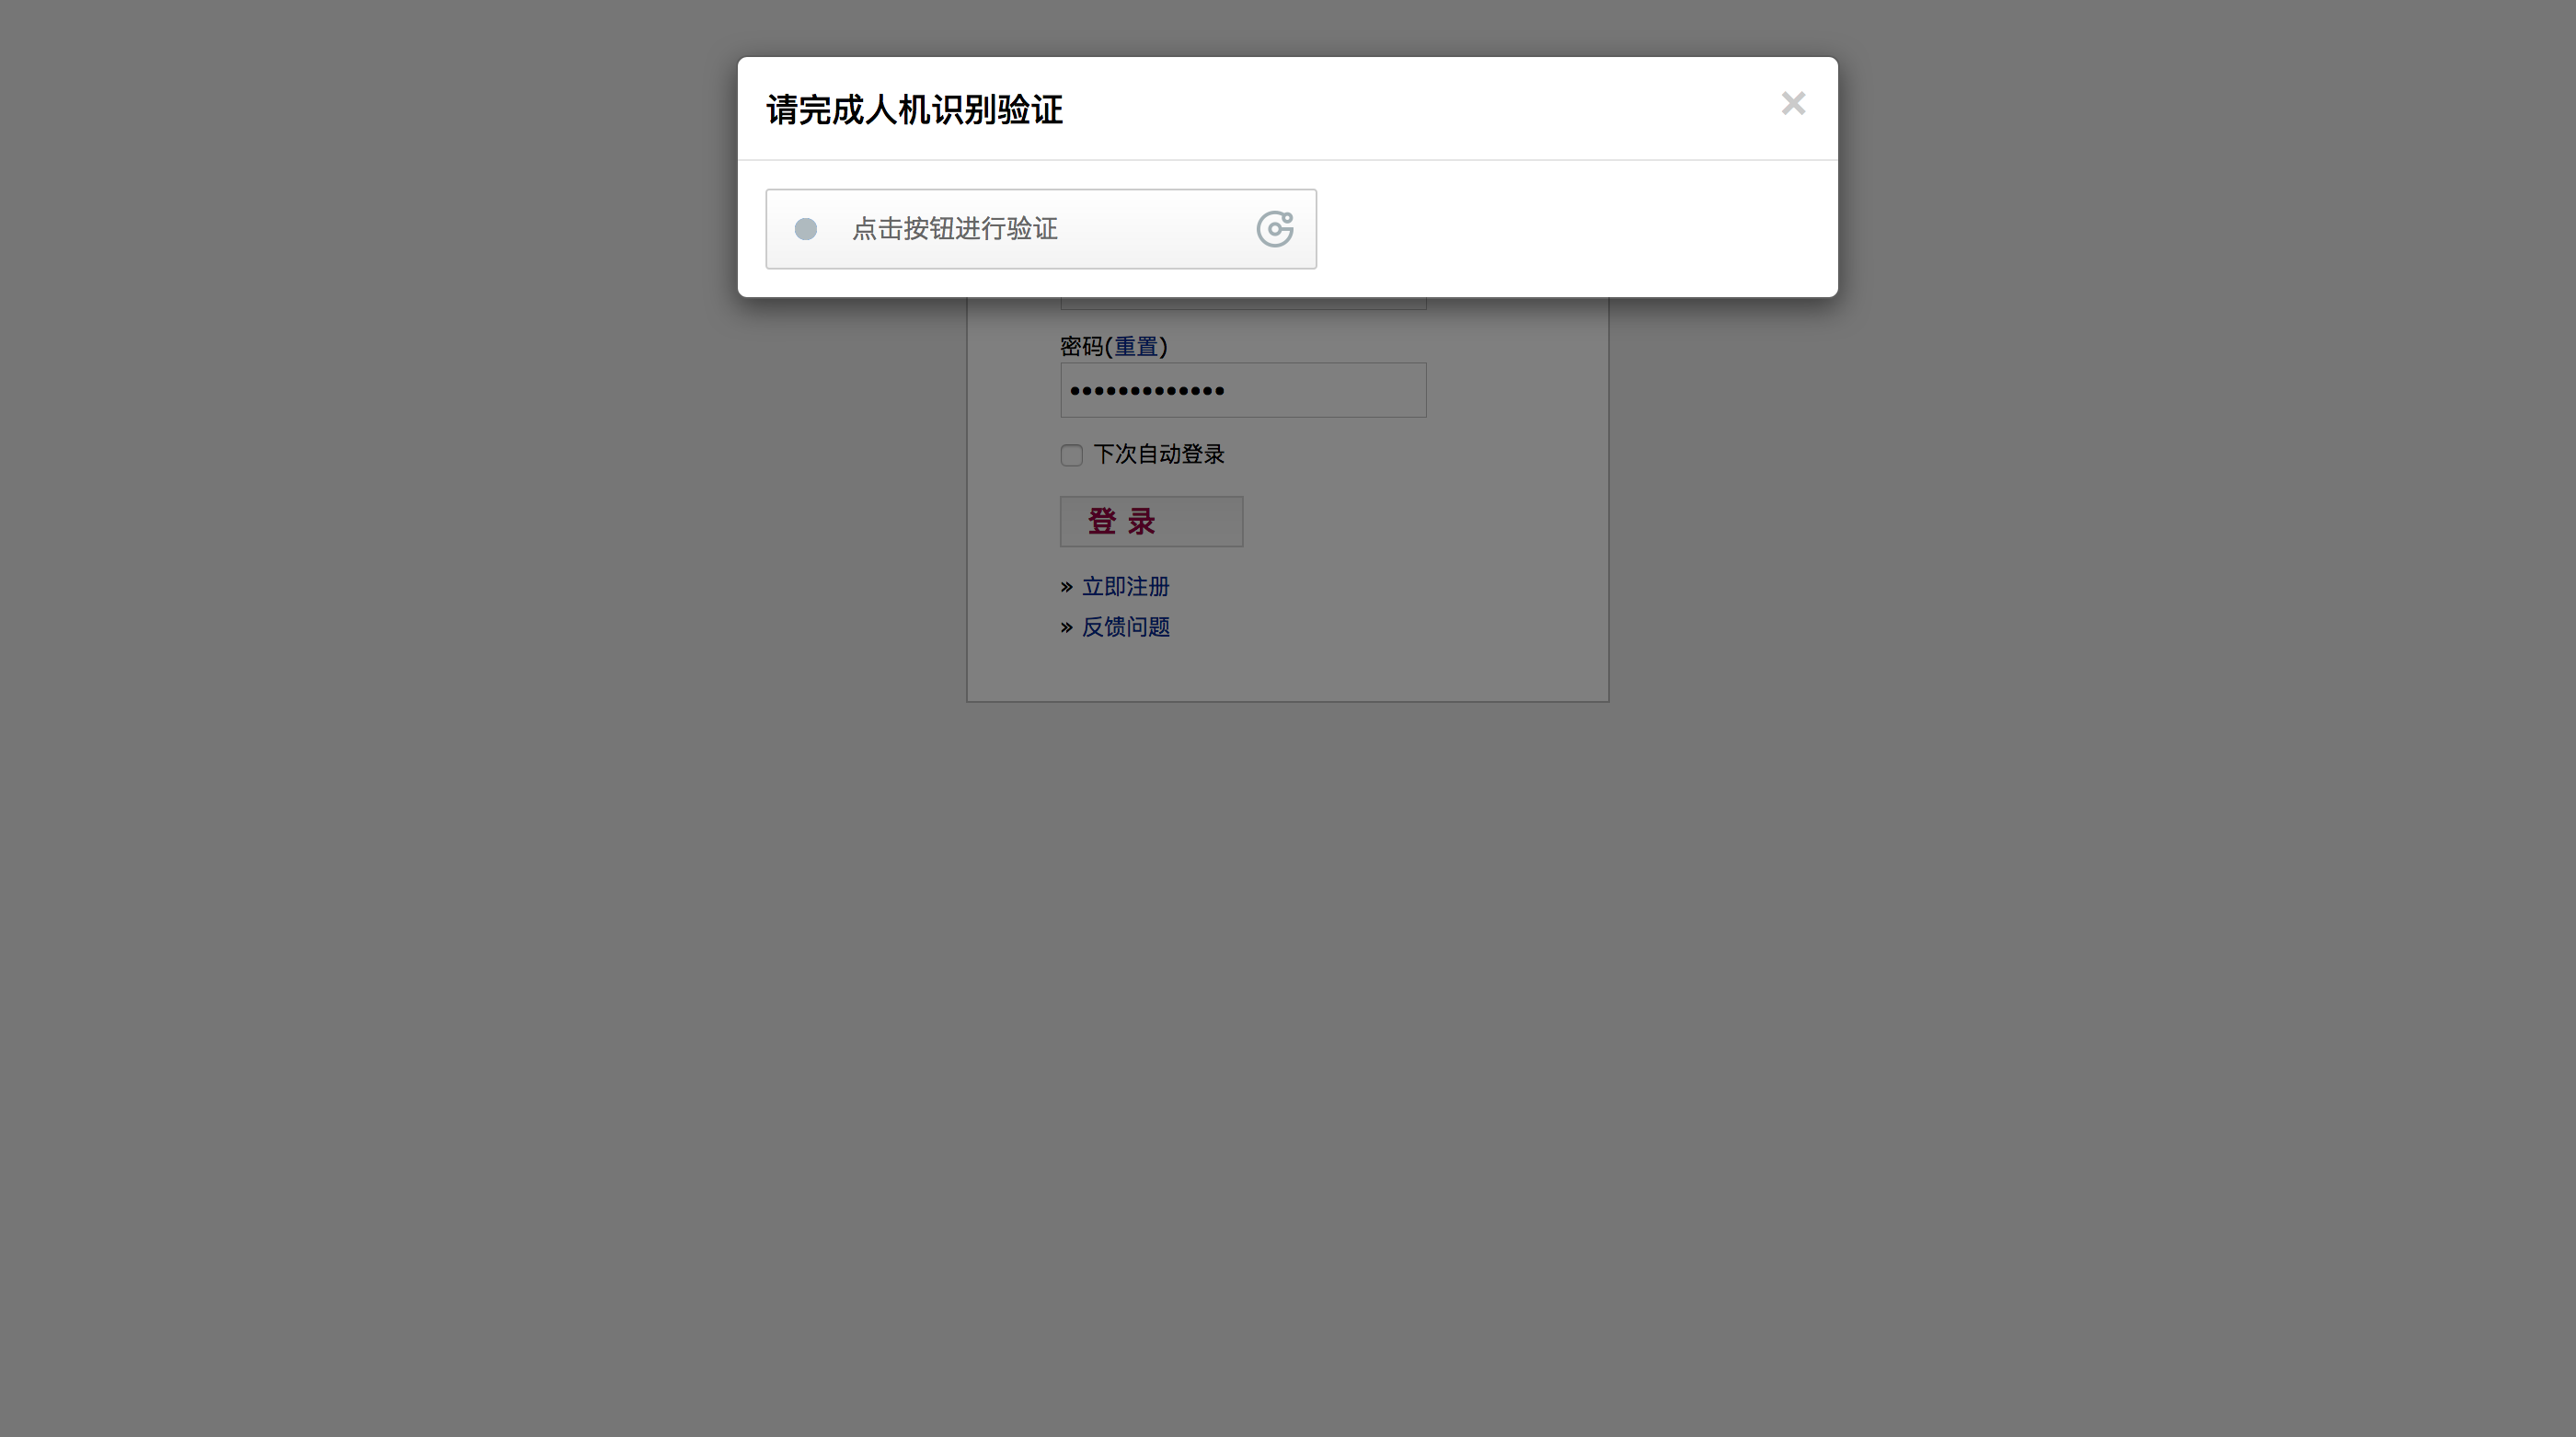 请完成人机识别验证
×
点击按钮进行验证
密码(重置)
•••••••••••••
下次自动登录
登 录
» 立即注册
» 反馈问题